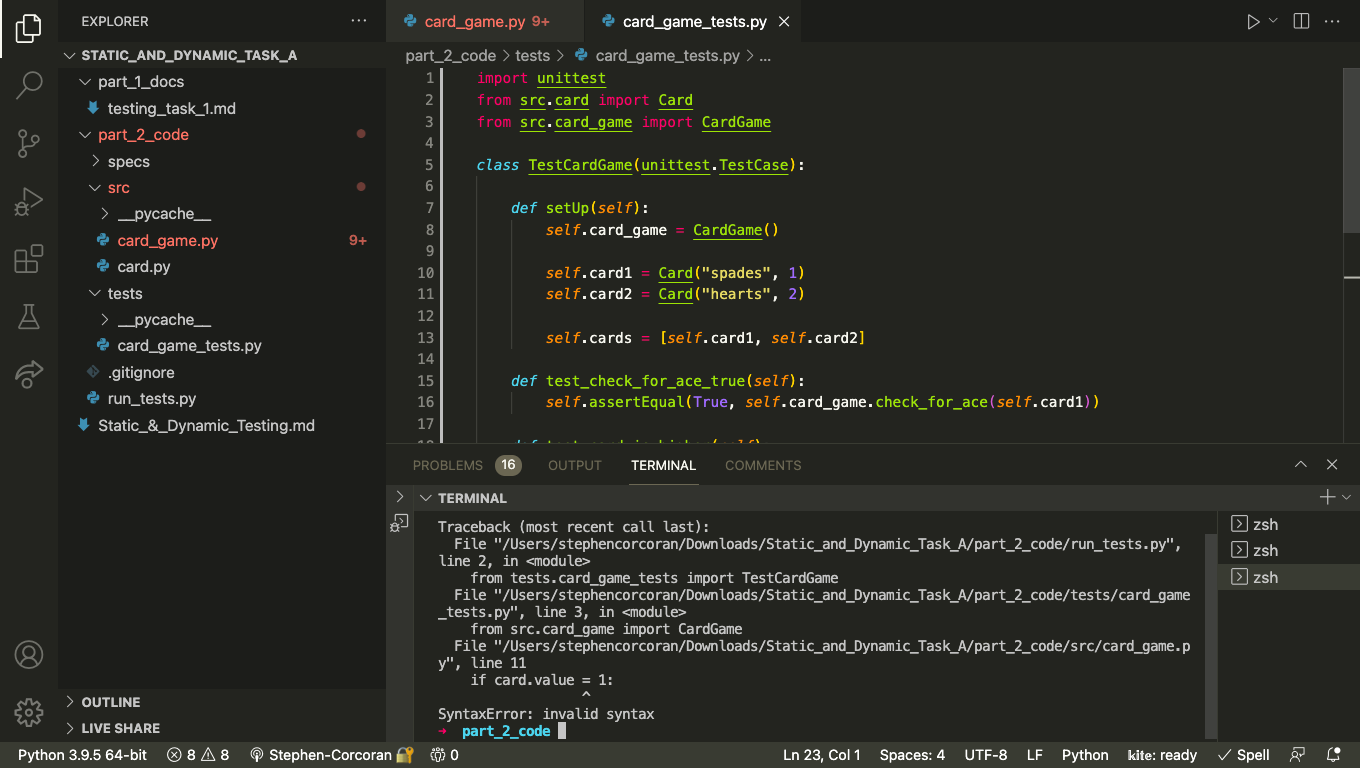 EXPLORER
STATIC_AND_DYNAMIC_TASK_A
part_1_docs
testing_task_1.md
part_2_code
specs
src
__pycache__
card_game.py 9+
card.py
tests
__pycache__
card_game_tests.py
.gitignore
run_tests.py
Static_&_Dynamic_Testing.md
OUTLINE
LIVE SHARE
card_game.py 9+
card_game_tests.py
part_2_code > tests > card_game_tests.py > ...
1 import unittest
2 from src.card import Card
3 from src.card_game import CardGame
4
5 class TestCardGame(unittest.TestCase):
6
7 def setUp(self):
8 self.card_game = CardGame()
9
10 self.card1 = Card("spades", 1)
11 self.card2 = Card("hearts", 2)
12
13 self.cards = [self.card1, self.card2]
14
15 def test_check_for_ace_true(self):
16 self.assertEqual(True, self.card_game.check_for_ace(self.card1))
17
PROBLEMS 16 OUTPUT TERMINAL COMMENTS
TERMINAL
Traceback (most recent call last):
File "/Users/stephencorcoran/Downloads/Static_and_Dynamic_Task_A/part_2_code/run_tests.py",
line 2, in <module>
from tests.card_game_tests import TestCardGame
File "/Users/stephencorcoran/Downloads/Static_and_Dynamic_Task_A/part_2_code/tests/card_game
_tests.py", line 3, in <module>
from src.card_game import CardGame
File "/Users/stephencorcoran/Downloads/Static_and_Dynamic_Task_A/part_2_code/src/card_game.p
y", line 11
if card.value = 1:
^
SyntaxError: invalid syntax
→ part_2_code
zsh
zsh
zsh
Python 3.9.5 64-bit 8 8 Stephen-Corcoran 0 Ln 23, Col 1 Spaces: 4 UTF-8 LF Python kite: ready Spell